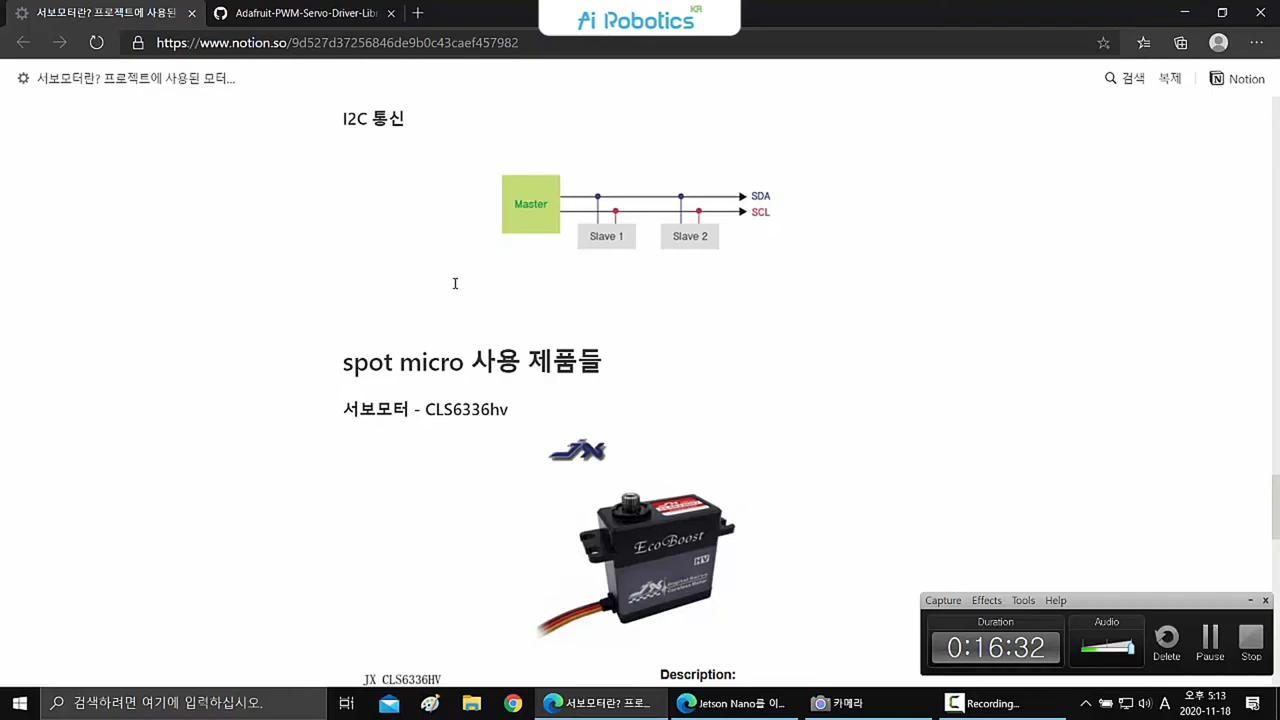 서보모터란? 프로젝트에 사용된
Adafruit-PWM-Servo-Driver-Libr
KR
Ai Robotics
https://www.notion.so/9d527d37256846de9b0c43caef457982
서보모터란? 프로젝트에 사용된 모터...
검색
복제
Notion
I2C 통신
Master
SDA
SCL
Slave 1
Slave 2
spot micro 사용 제품들
서보모터 - CLS6336hv
JX
EcoBoost
HV
JX
Digital Servo
Coreless Motor
JX CLS6336HV
Description:
Capture Effects Tools Help
Duration
0:16:32
Audio
Delete
Pause
Stop
검색하려면 여기에 입력하십시오.
서보모터란? 프로...
Jetson Nano를 이...
카메라
Recording...
A
오후 5:13
2020-11-18